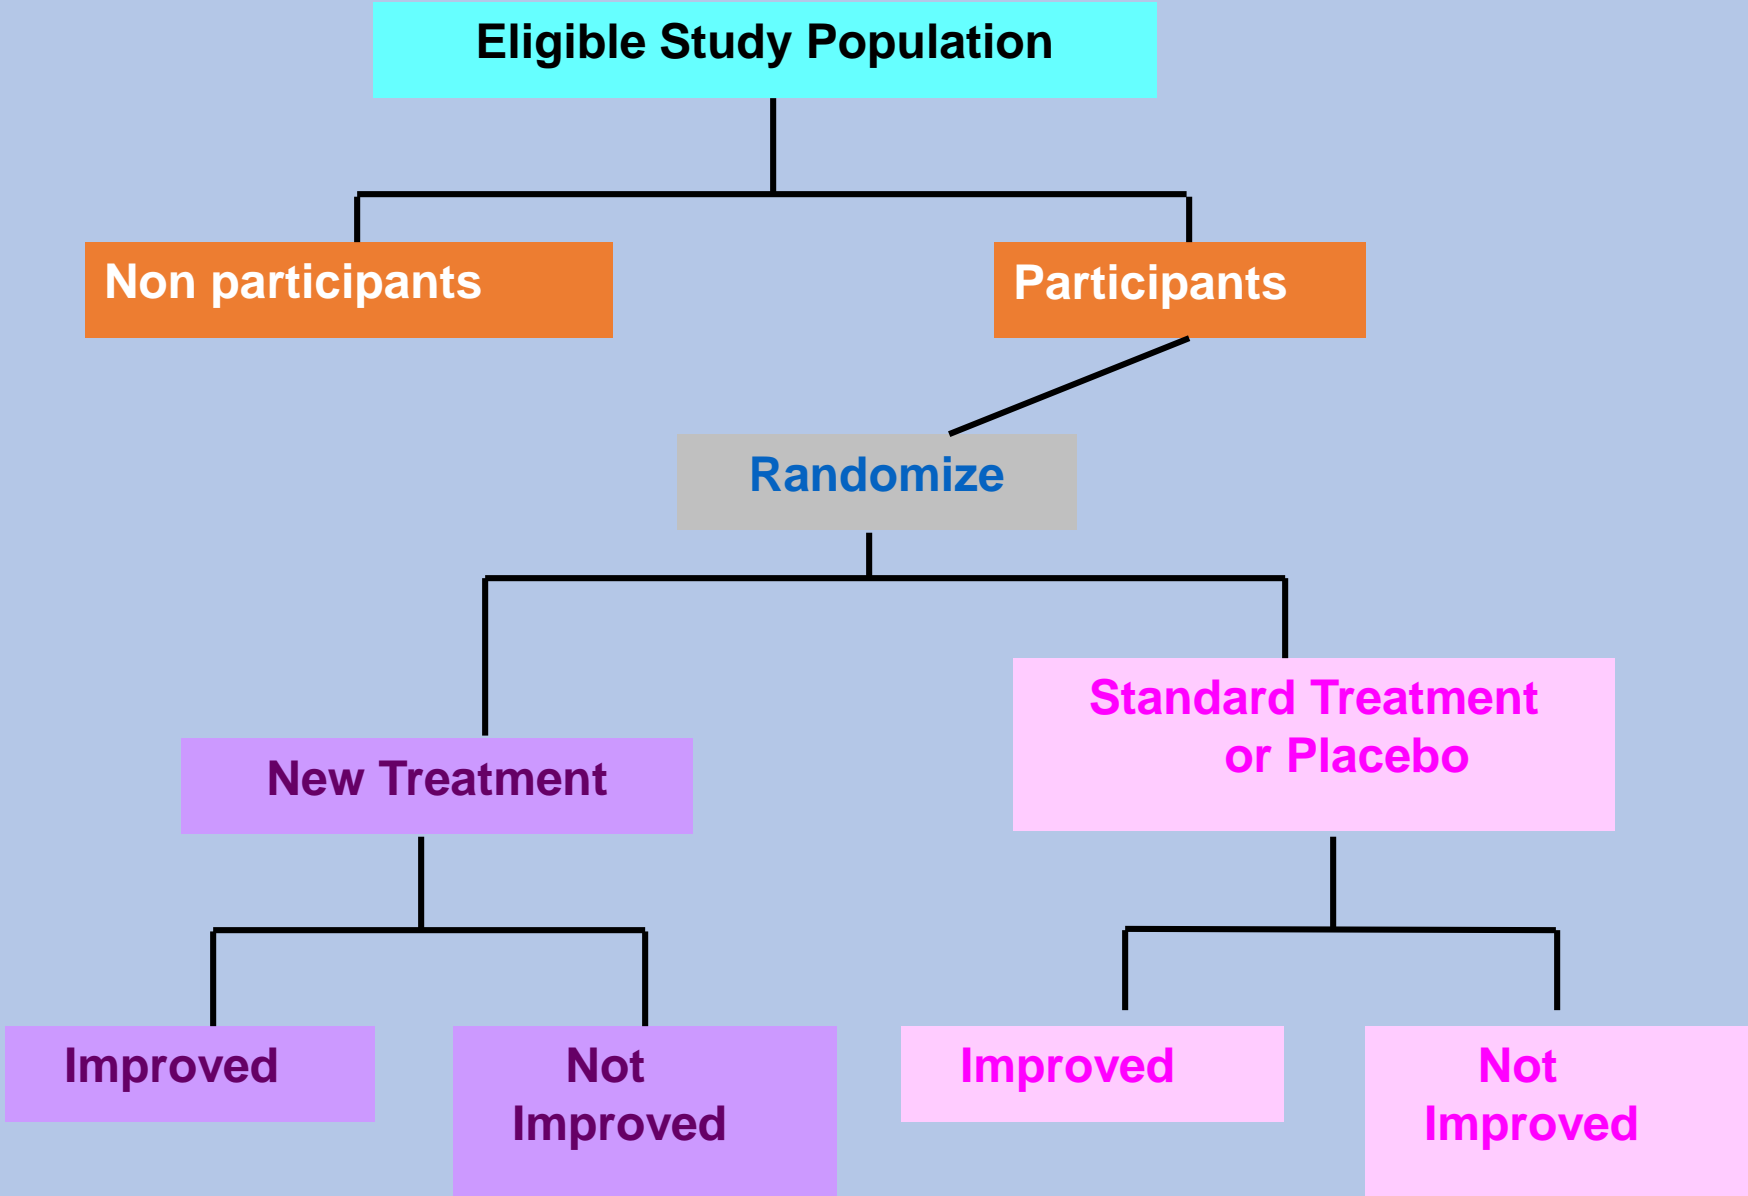 Eligible Study Population
Non participants
Participants
Randomize
New Treatment
Standard Treatment
or Placebo
Improved
Not
Improved
Improved
Not
Improved